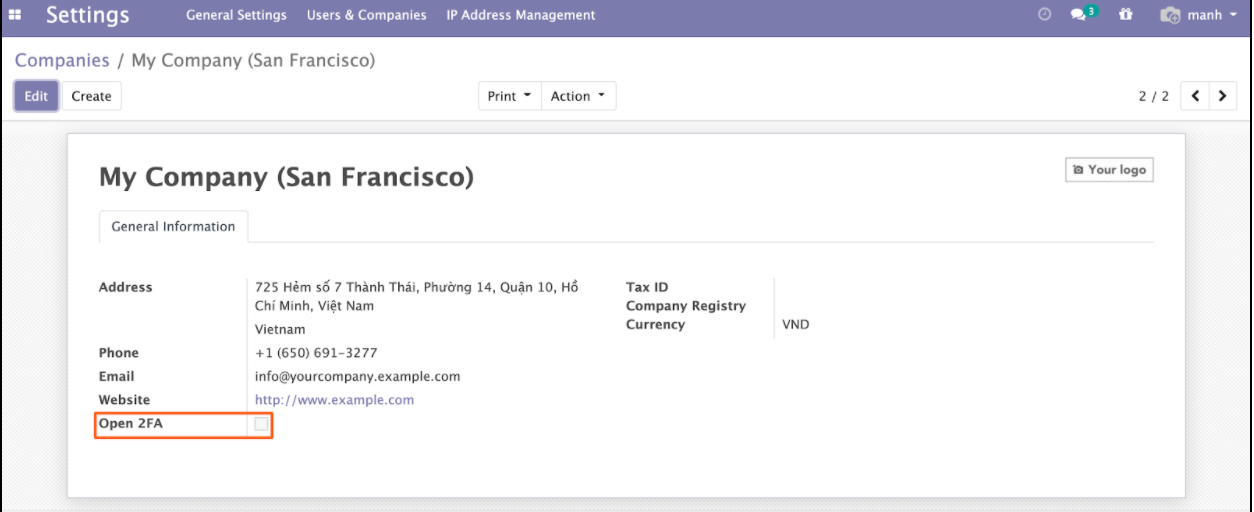 Settings General Settings Users & Companies IP Address Management 3 manh
Companies / My Company (San Francisco)
Edit Create Print Action 2 / 2
My Company (San Francisco) Your logo
General Information
Address 725 Hẻm số 7 Thành Thái, Phường 14, Quận 10, Hồ
Chí Minh, Việt Nam
Vietnam
Tax ID
Company Registry
Currency VND
Phone +1 (650) 691-3277
Email info@yourcompany.example.com
Website http://www.example.com
Open 2FA